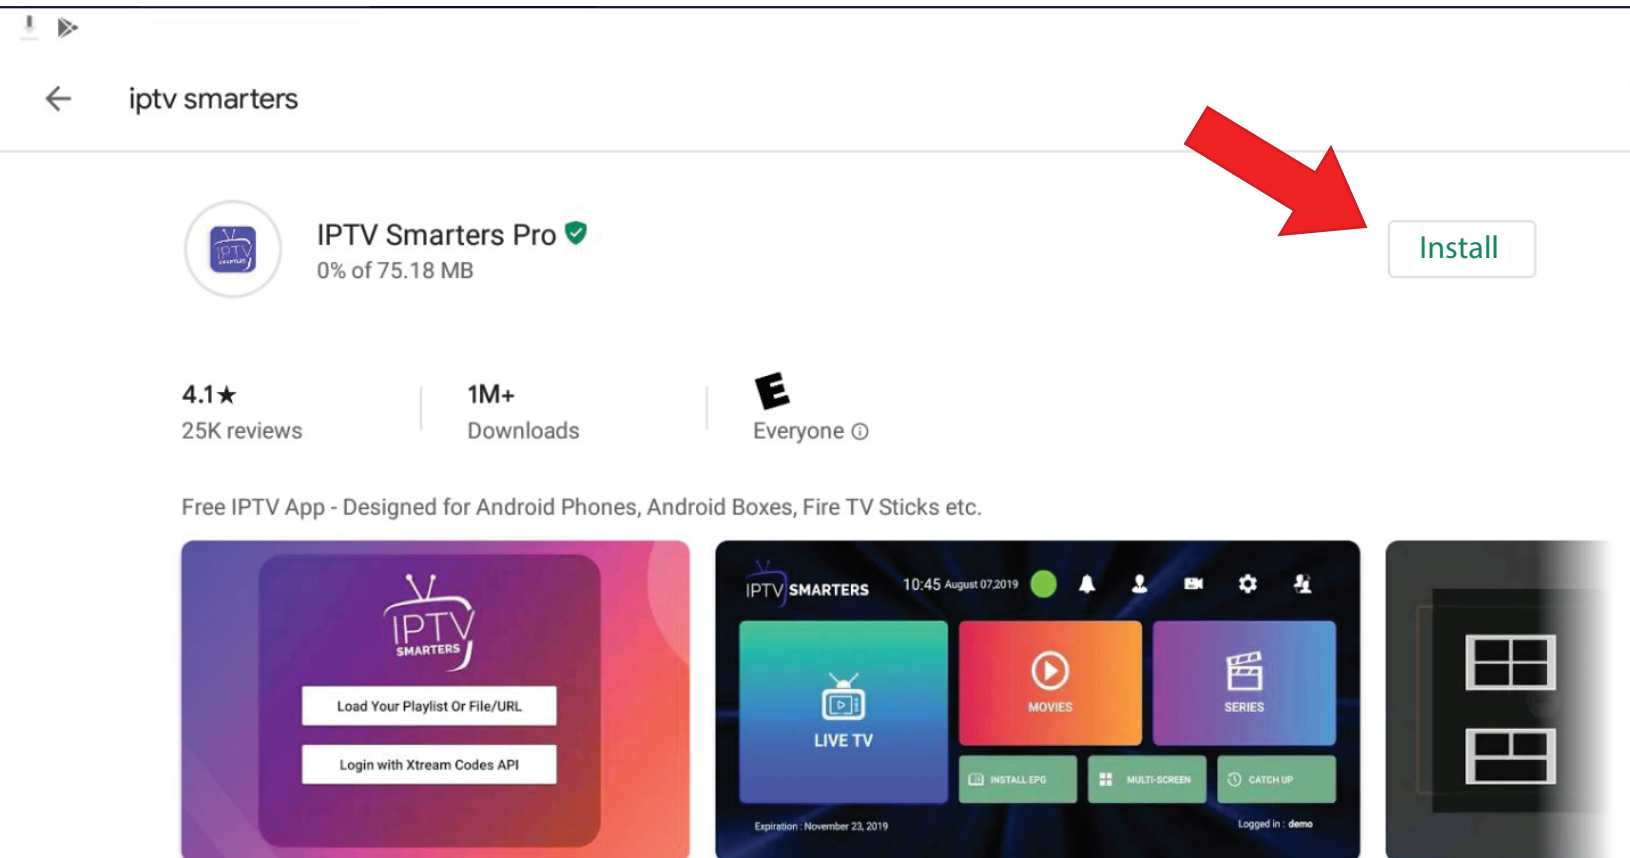 iptv smarters
IPTV
SMARTERS
IPTV Smarters Pro
0% of 75.18 MB
Install
4.1★
25K reviews
1M+
Downloads
E
Everyone
Free IPTV App - Designed for Android Phones, Android Boxes, Fire TV Sticks etc.
IPTV
SMARTERS
Load Your Playlist Or File/URL
Login with Xtream Codes API
IPTV SMARTERS
10:45 August 07,2019
LIVE TV
MOVIES
SERIES
INSTALL EPG
MULTI-SCREEN
CATCH UP
Expiration : November 23, 2019
Logged in : demo